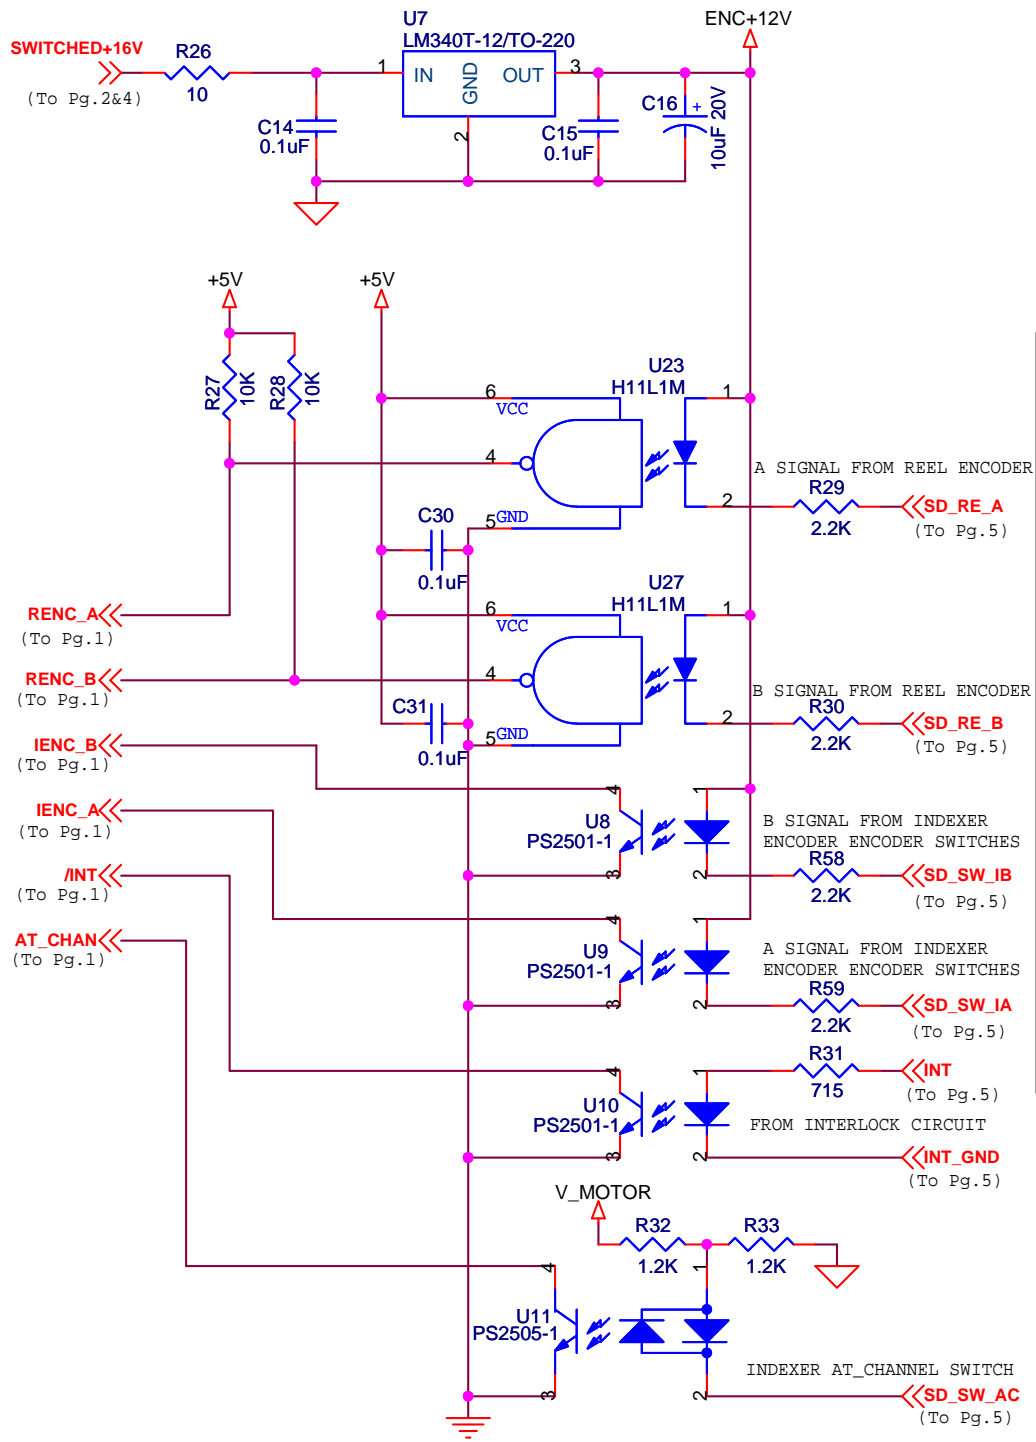 U7
LM340T-12/TO-220
ENC+12V
SWITCHED+16V
(To Pg.2&4)
R26
10
1
IN
GND
OUT
3
2
C14
0.1uF
C15
0.1uF
C16
+
10uF 20V
+5V
+5V
R27
10K
R28
10K
U23
H11L1M
6
VCC
1
4
A SIGNAL FROM REEL ENCODER
R29
2
SD_RE_A
2.2K
(To Pg.5)
5
GND
C30
0.1uF
U27
H11L1M
6
VCC
1
RENC_A
(To Pg.1)
4
RENC_B
(To Pg.1)
B SIGNAL FROM REEL ENCODER
R30
2
SD_RE_B
2.2K
(To Pg.5)
C31
0.1uF
5
GND
IENC_B
(To Pg.1)
IENC_A
(To Pg.1)
/INT
(To Pg.1)
AT_CHAN
(To Pg.1)
4
1
U8
PS2501-1
B SIGNAL FROM INDEXER
ENCODER ENCODER SWITCHES
R58
3
2
SD_SW_IB
2.2K
(To Pg.5)
4
1
U9
PS2501-1
A SIGNAL FROM INDEXER
ENCODER ENCODER SWITCHES
R59
3
2
SD_SW_IA
2.2K
(To Pg.5)
R31
4
1
INT
715
(To Pg.5)
U10
PS2501-1
FROM INTERLOCK CIRCUIT
3
2
INT_GND
(To Pg.5)
V_MOTOR
R32
1.2K
R33
1.2K
4
1
U11
PS2505-1
INDEXER AT_CHANNEL SWITCH
3
2
SD_SW_AC
(To Pg.5)